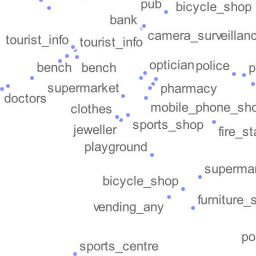 pub
bicycle_shop
bank
camera_surveillanc
tourist_info
tourist_info
optician
police
p
bench
bench
doctors
supermarket
pharmacy
clothes
mobile_phone_sho
jeweller
sports_shop
fire_sta
playground
supermar
bicycle_shop
vending_any
furniture_s
po
sports_centre